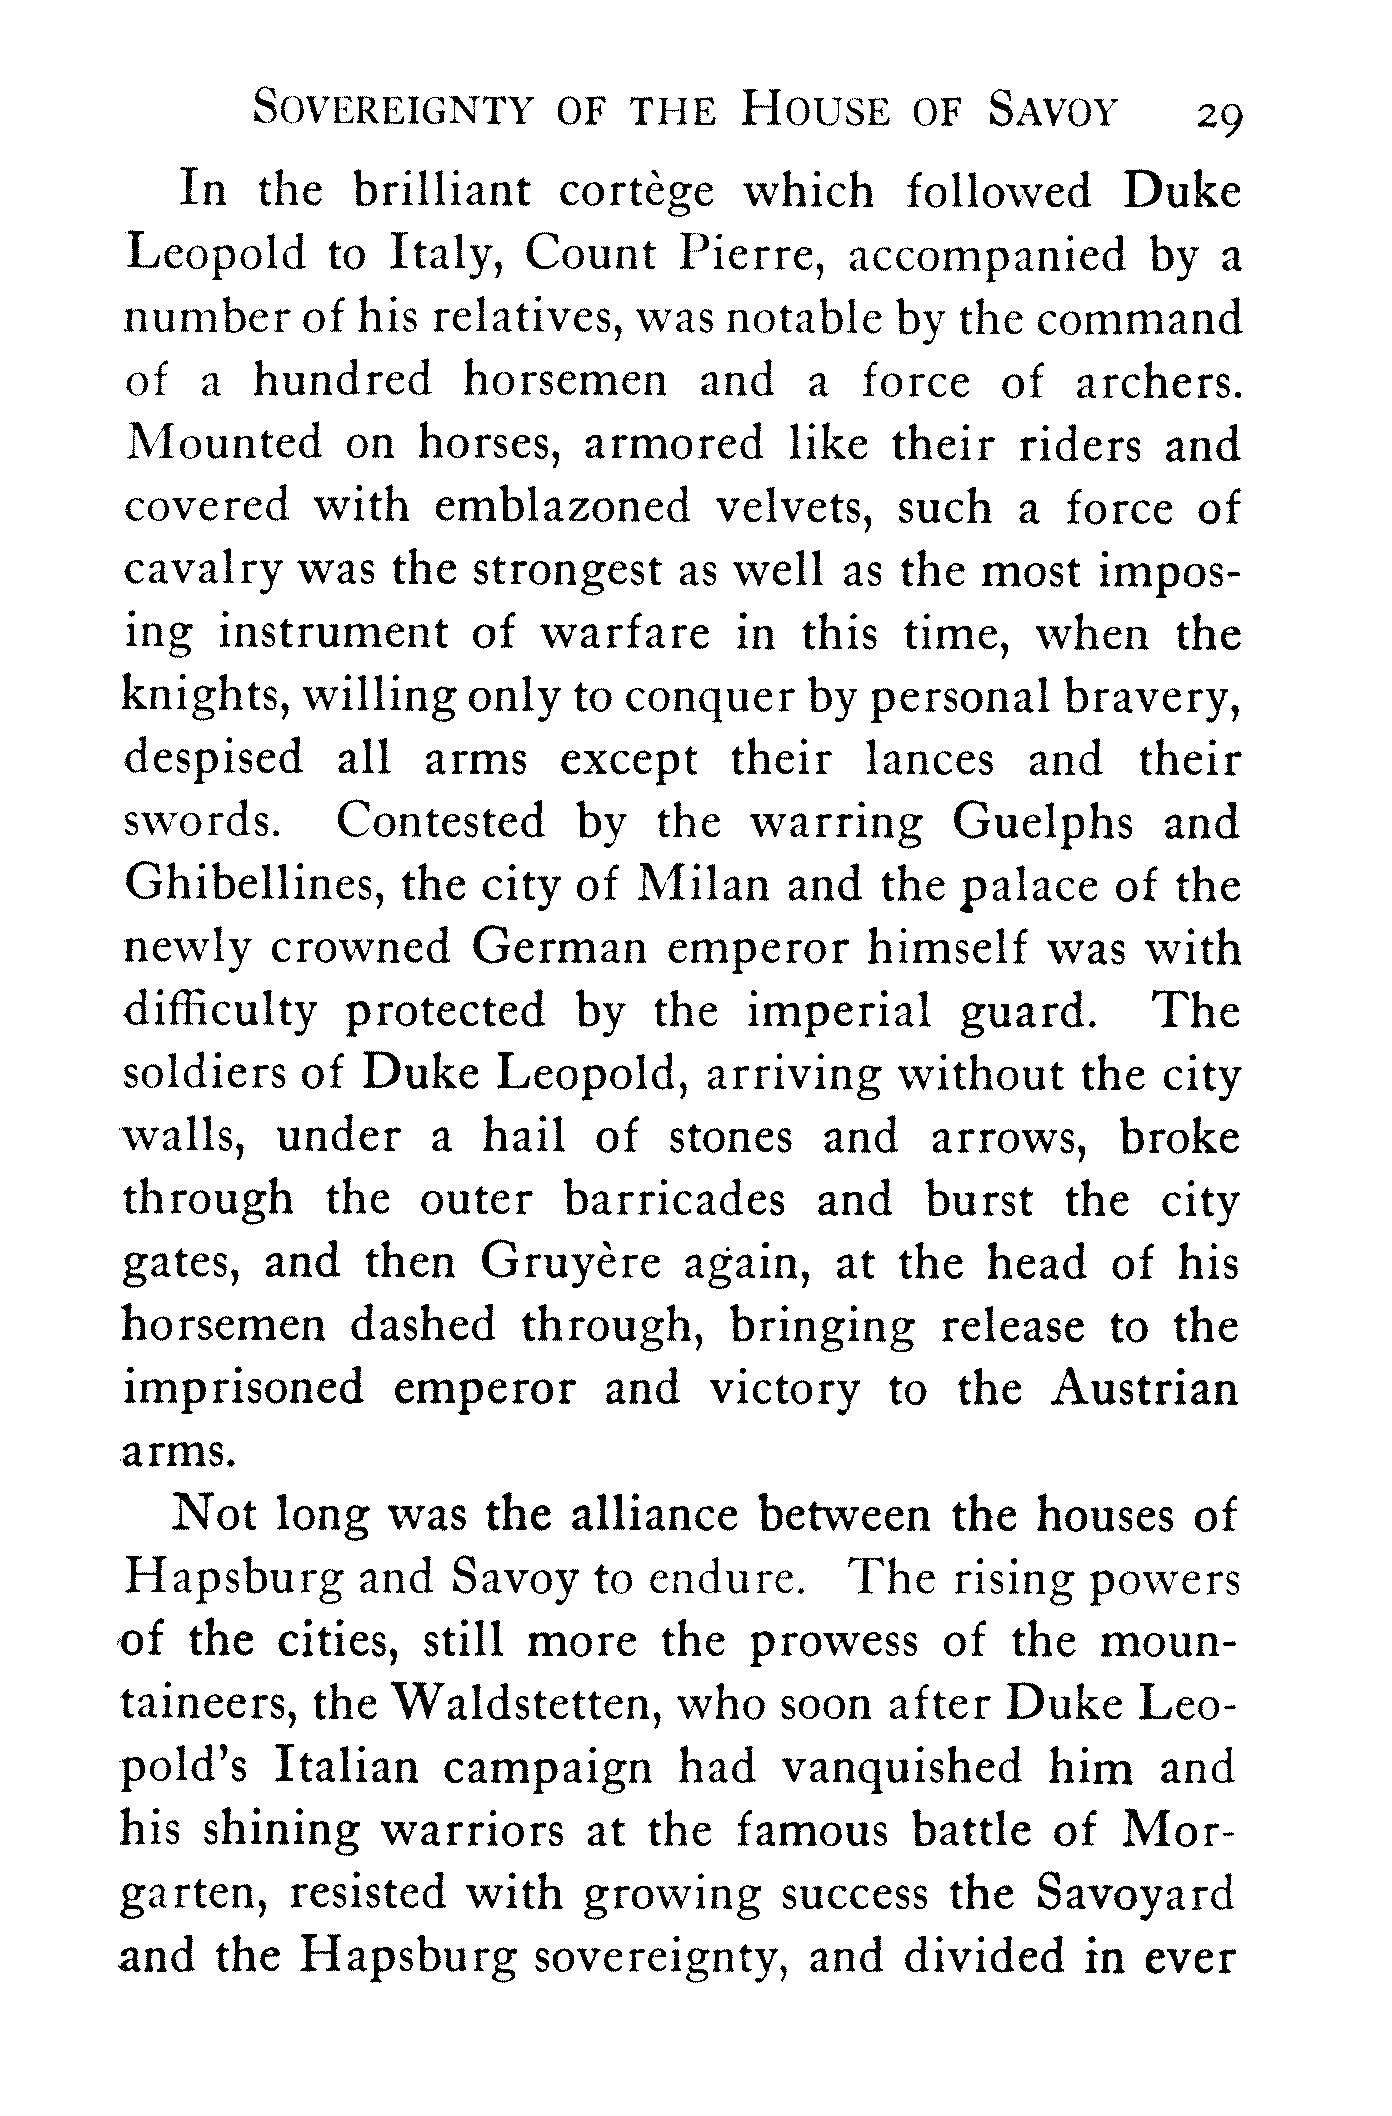 SOVEREIGNTY OF THE HOUSE OF SAVOY 29
In the brilliant cortège which followed Duke
Leopold to Italy, Count Pierre, accompanied by a
number of his relatives, was notable by the command
of a hundred horsemen and a force of archers.
Mounted on horses, armored like their riders and
covered with emblazoned velvets, such a force of
cavalry was the strongest as well as the most impos-
ing instrument of warfare in this time, when the
knights, willing only to conquer by personal bravery,
despised all arms except their lances and their
swords. Contested by the warring Guelphs and
Ghibellines, the city of Milan and the palace of the
newly crowned German emperor himself was with
difficulty protected by the imperial guard. The
soldiers of Duke Leopold, arriving without the city
walls, under a hail of stones and arrows, broke
through the outer barricades and burst the city
gates, and then Gruyère again, at the head of his
horsemen dashed through, bringing release to the
imprisoned emperor and victory to the Austrian
arms.
Not long was the alliance between the houses of
Hapsburg and Savoy to endure. The rising powers
of the cities, still more the prowess of the moun-
taineers, the Waldstetten, who soon after Duke Leo-
pold's Italian campaign had vanquished him and
his shining warriors at the famous battle of Mor-
garten, resisted with growing success the Savoyard
and the Hapsburg sovereignty, and divided in ever